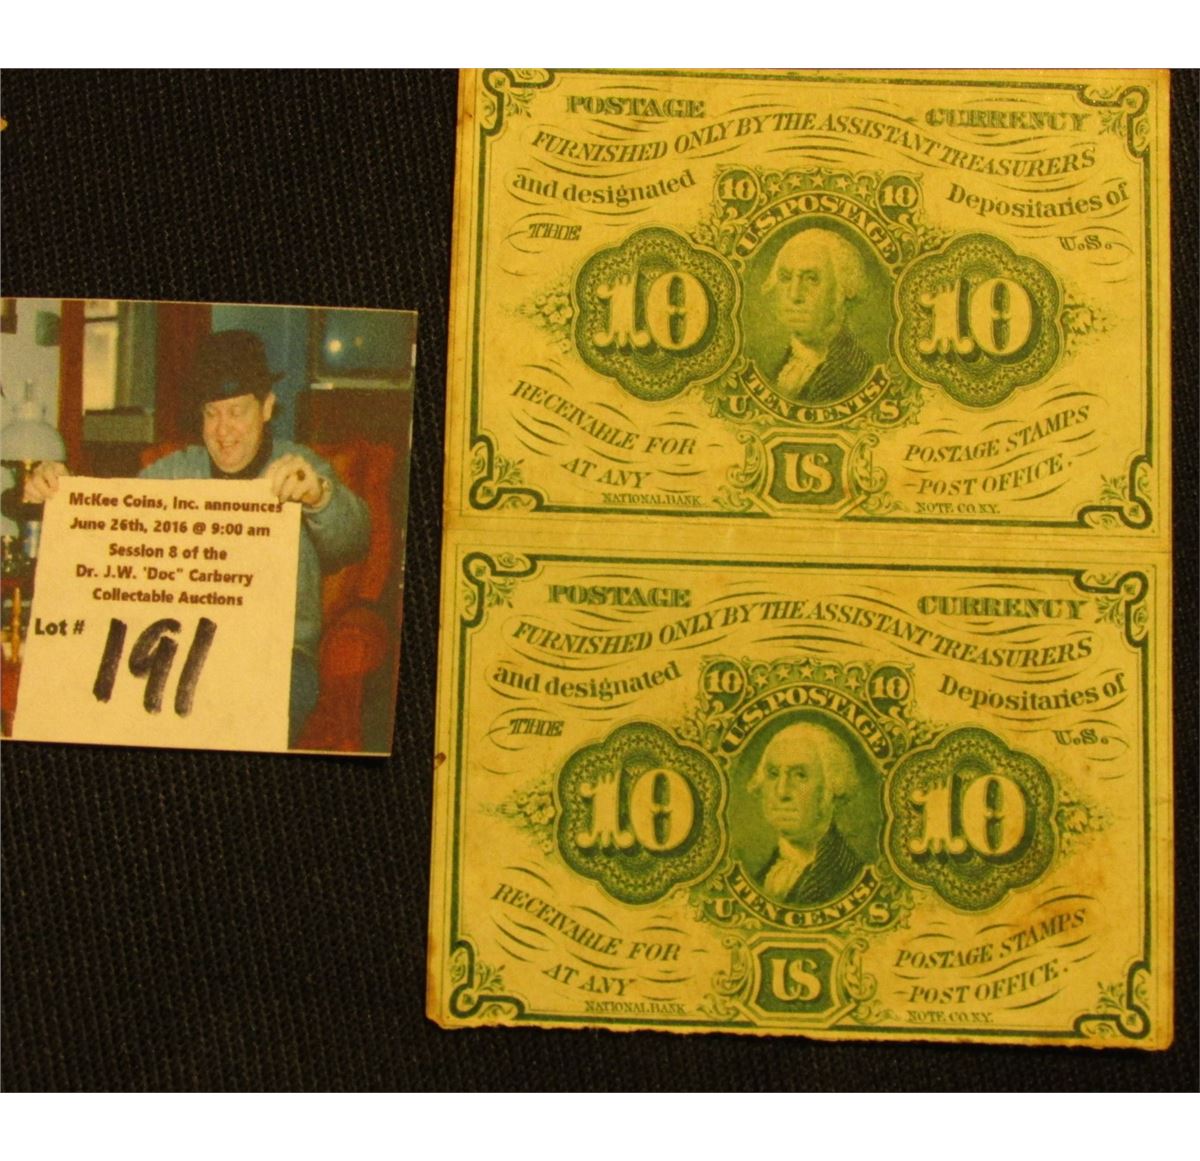 McKee Coins, Inc. announces
June 26th, 2016 @ 9:00 am
Session 8 of the
Dr. J.W. 'Doc" Carberry
Collectable Auctions
Lot # 191
POSTAGE CURRENCY
FURNISHED ONLY BY THE ASSISTANT TREASURERS
and designated Depositaries of
THE U.S.
10 10
U.S. POSTAGE
10 10
TEN CENTS.
U S
RECEIVABLE FOR POSTAGE STAMPS
AT ANY POST OFFICE.
US
NATIONAL BANK NOTE CO. N.Y.
POSTAGE CURRENCY
FURNISHED ONLY BY THE ASSISTANT TREASURERS
and designated Depositaries of
THE U.S.
10 10
U.S. POSTAGE
10 10
TEN CENTS.
U S
RECEIVABLE FOR POSTAGE STAMPS
AT ANY POST OFFICE.
US
NATIONAL BANK NOTE CO. N.Y.